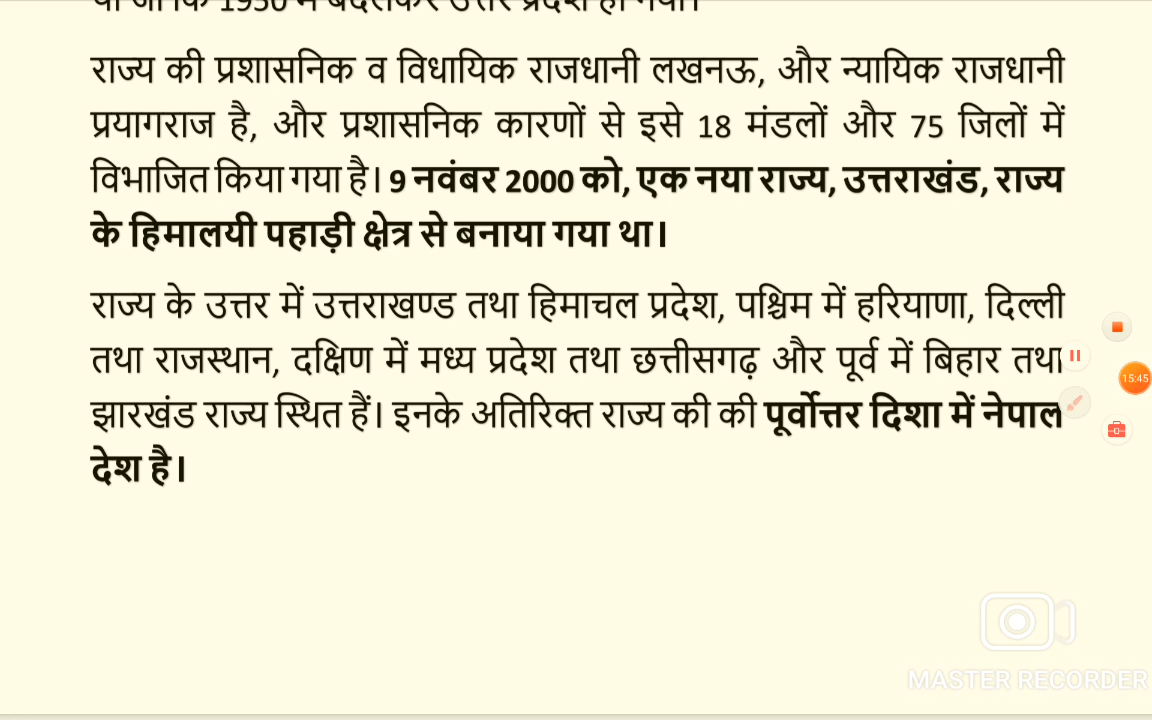 राज्य की प्रशासनिक व विधायिक राजधानी लखनऊ, और न्यायिक राजधानी
प्रयागराज है, और प्रशासनिक कारणों से इसे 18 मंडलों और 75 जिलों में
विभाजित किया गया है। 9 नवंबर 2000 को, एक नया राज्य, उत्तराखंड, राज्य
के हिमालयी पहाड़ी क्षेत्र से बनाया गया था।
राज्य के उत्तर में उत्तराखण्ड तथा हिमाचल प्रदेश, पश्चिम में हरियाणा, दिल्ली
तथा राजस्थान, दक्षिण में मध्य प्रदेश तथा छत्तीसगढ़ और पूर्व में बिहार तथा
झारखंड राज्य स्थित हैं। इनके अतिरिक्त राज्य की की पूर्वोत्तर दिशा में नेपाल
देश है।
15:45
MASTER RECORDER